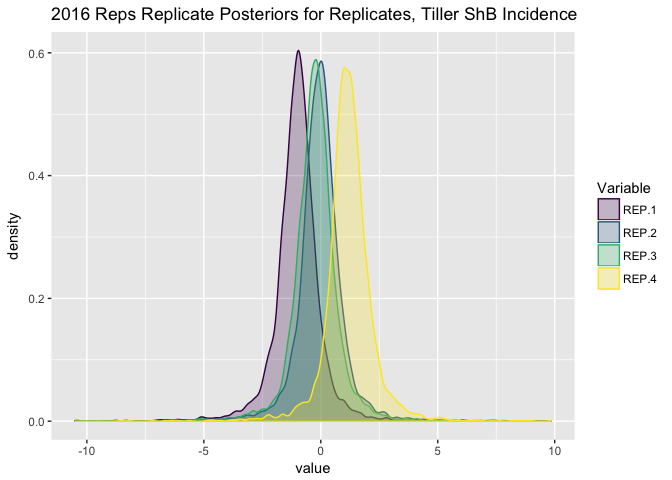 2016 Reps Replicate Posteriors for Replicates, Tiller ShB Incidence
density
0.6
0.4
0.2
0.0
-10
-5
0
5
10
value
Variable
REP.1
REP.2
REP.3
REP.4